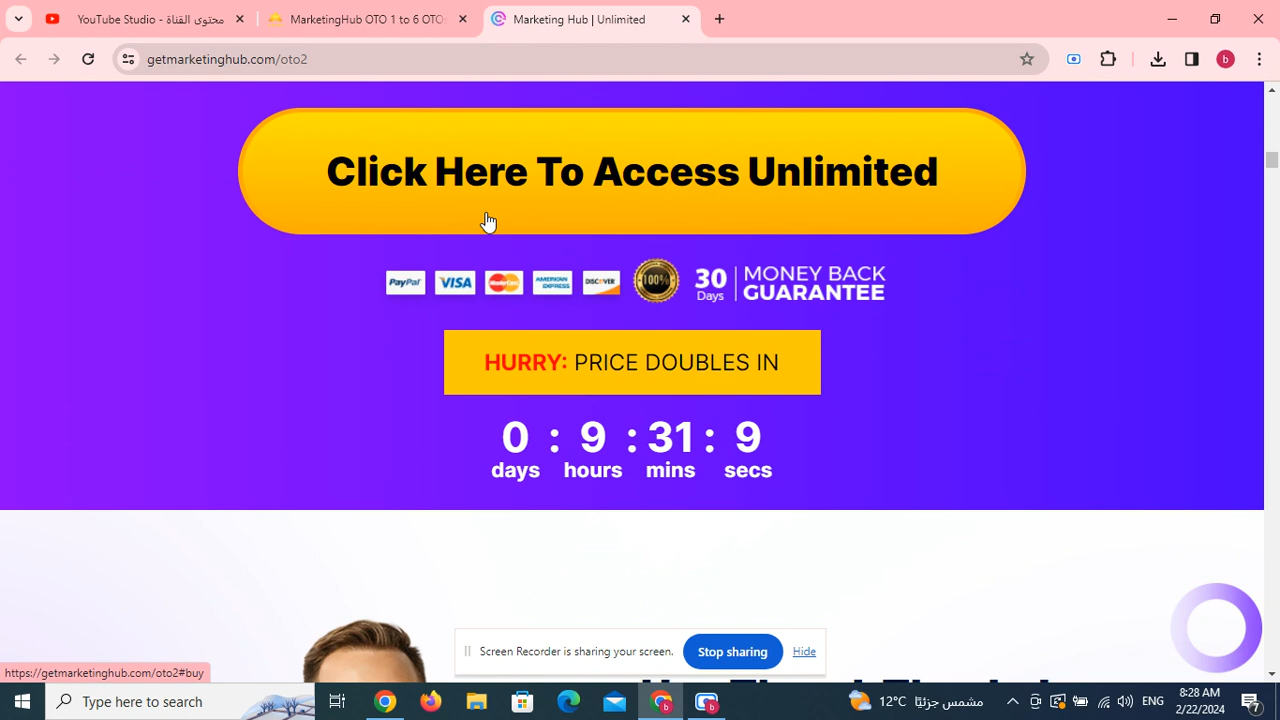 YouTube Studio - محتوى القناة
MarketingHub OTO 1 to 6 OTO
Marketing Hub | Unlimited
getmarketinghub.com/oto2
b
Click Here To Access Unlimited
PayPal VISA MasterCard AMERICAN EXPRESS DISCOVER 100% 30 Days MONEY BACK GUARANTEE
HURRY: PRICE DOUBLES IN
0 : 9 : 31 : 9
days hours mins secs
Screen Recorder is sharing your screen. Stop sharing Hide
https://getmarketinghub.com/oto2#buy
Type here to search
12°C مشمس جزئيًا
ENG
8:28 AM
2/22/2024
7